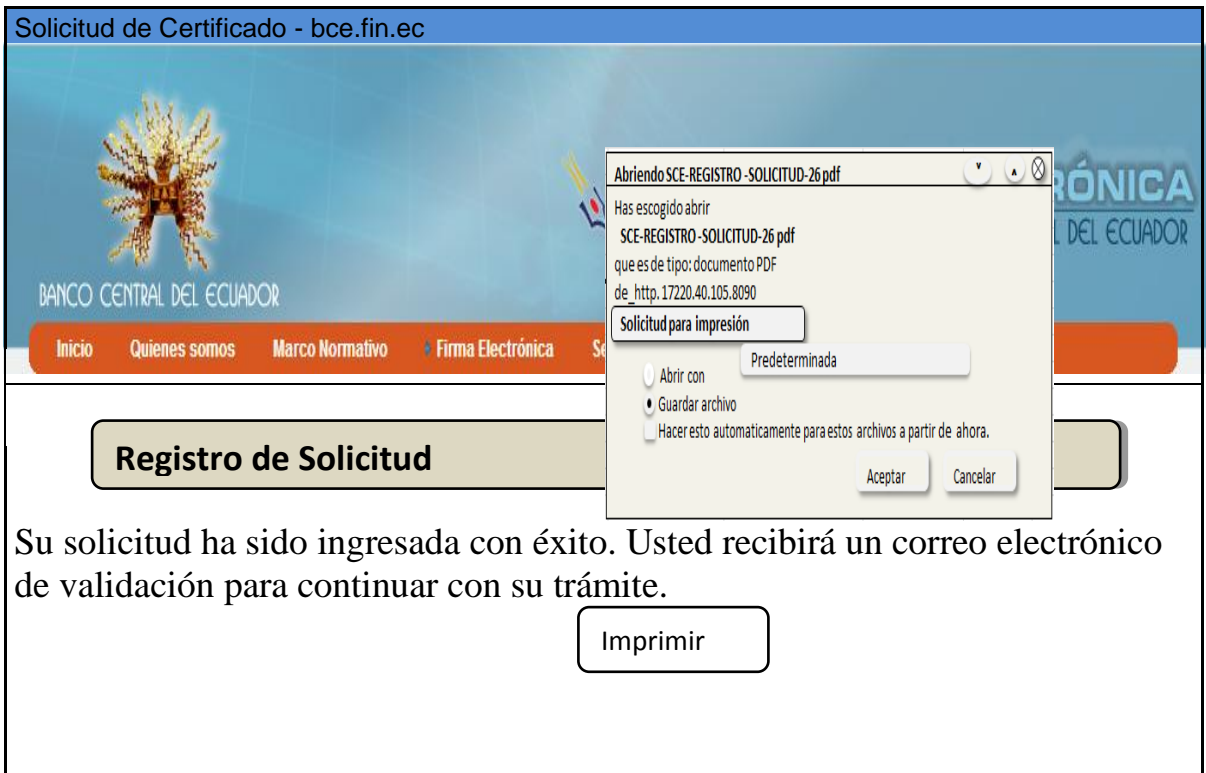 Solicitud de Certificado - bce.fin.ec
BANCO CENTRAL DEL ECUADOR
RÓNICA
L DEL ECUADOR
Inicio Quienes somos Marco Normativo Firma Electrónica Se
Abriendo SCE-REGISTRO -SOLICITUD-26 pdf
Has escogido abrir
SCE-REGISTRO -SOLICITUD-26 pdf
que es de tipo: documento PDF
de_http. 17220.40.105.8090
Solicitud para impresión
Predeterminada
Abrir con
Guardar archivo
Hacer esto automaticamente para estos archivos a partir de ahora.
Aceptar Cancelar
Registro de Solicitud
Su solicitud ha sido ingresada con éxito. Usted recibirá un correo electrónico
de validación para continuar con su trámite.
Imprimir